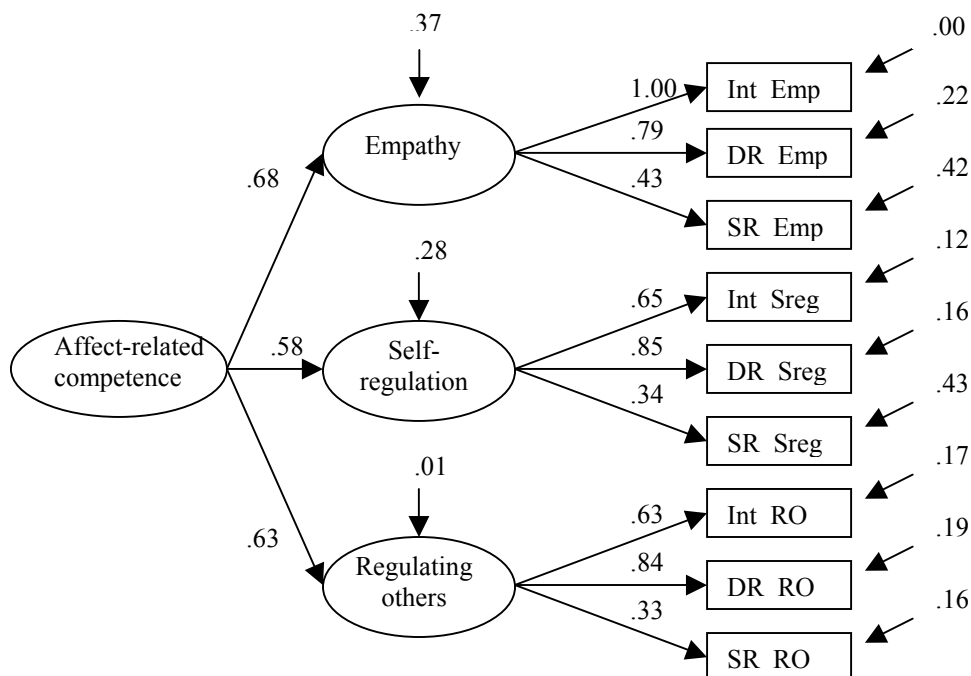 .37
.00
1.00
Int Emp
.22
Empathy
.79
DR Emp
.68
.43
.42
SR Emp
.12
.28
.65
Int Sreg
.16
Affect-related
competence
.58
Self-
regulation
.85
DR Sreg
.43
.34
SR Sreg
.17
.01
.63
Int RO
.19
.63
Regulating
others
.84
DR RO
.16
.33
SR RO